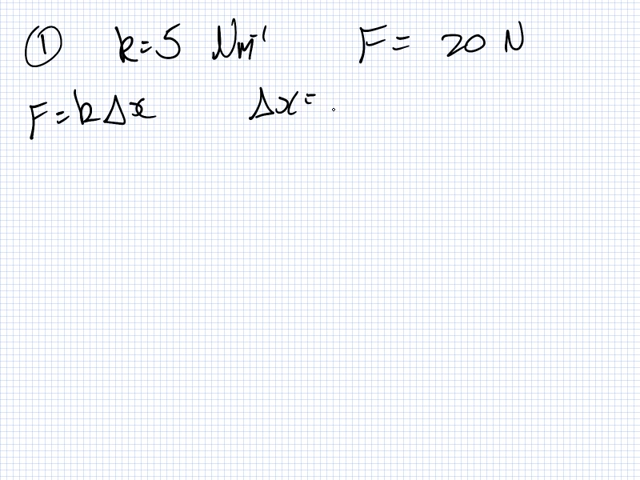 ① k=5 Nm⁻¹ F= 20 N
F=kΔx Δx=